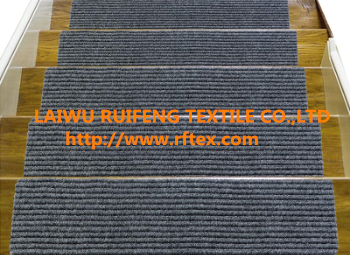 LAIWU RUIFENG TEXTILE CO.,LTD
http://www.rftex.com